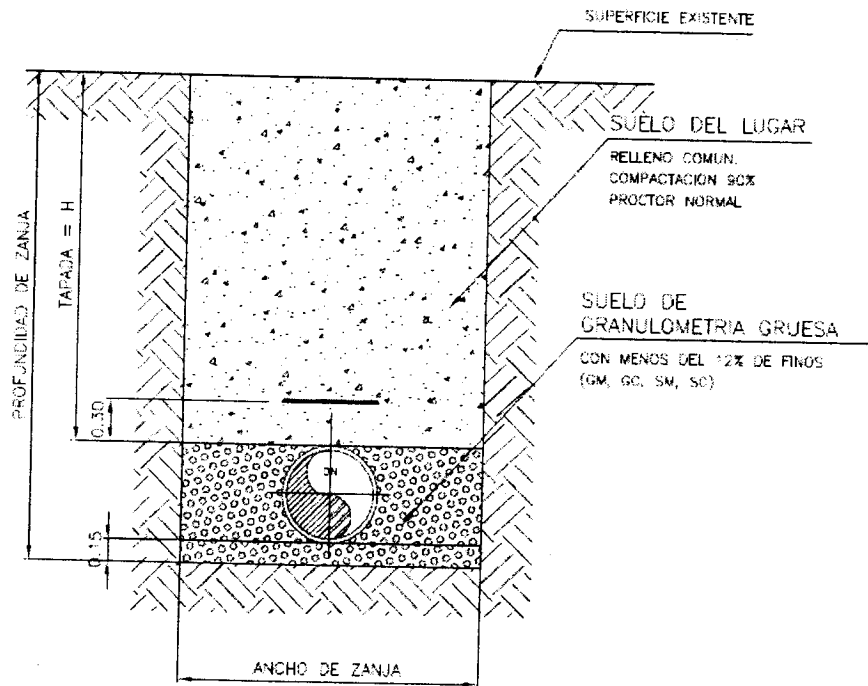 SUPERFICIE EXISTENTE
SUELO DEL LUGAR
RELLENO COMUN.
COMPACTACION 90%
PROCTOR NORMAL
SUELO DE
GRANULOMETRIA GRUESA
CON MENOS DEL 12% DE FINOS
(GM, GC, SM, SC)
PROFUNDIDAD DE ZANJA
TAPADA = H
0.30
DN
0.15
ANCHO DE ZANJA